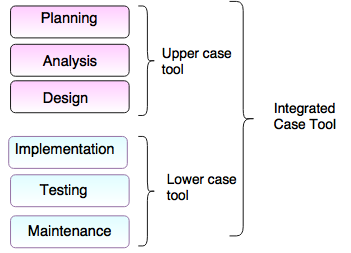 Planning
Analysis
Design
Upper case
tool
Implementation
Testing
Maintenance
Lower case
tool
Integrated
Case Tool